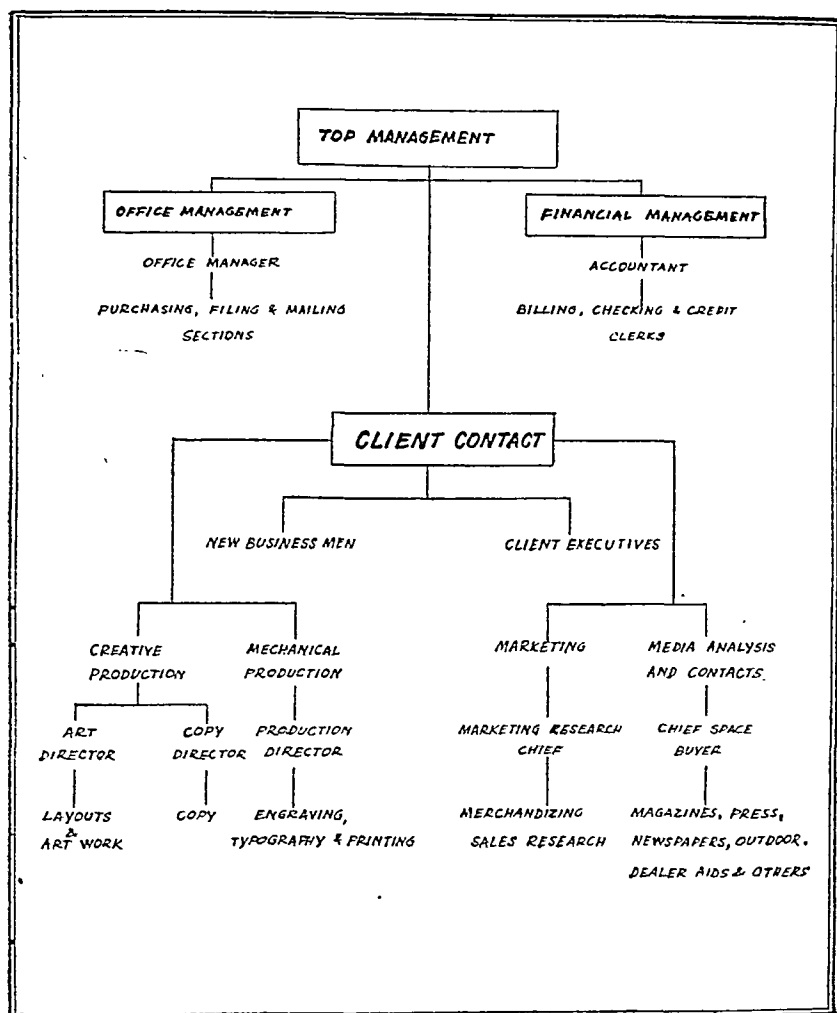 TOP MANAGEMENT
OFFICE MANAGEMENT
FINANCIAL MANAGEMENT
OFFICE MANAGER
ACCOUNTANT
PURCHASING, FILING & MAILING
SECTIONS
BILLING, CHECKING & CREDIT
CLERKS
CLIENT CONTACT
NEW BUSINESS MEN
CLIENT EXECUTIVES
CREATIVE
PRODUCTION
MECHANICAL
PRODUCTION
MARKETING
MEDIA ANALYSIS
AND CONTACTS.
ART
DIRECTOR
COPY
DIRECTOR
PRODUCTION
DIRECTOR
MARKETING RESEARCH
CHIEF
CHIEF SPACE
BUYER
LAYOUTS
&
ART WORK
COPY
ENGRAVING,
TYPOGRAPHY & PRINTING
MERCHANDIZING
SALES RESEARCH
MAGAZINES, PRESS,
NEWSPAPERS, OUTDOOR.
DEALER AIDS & OTHERS